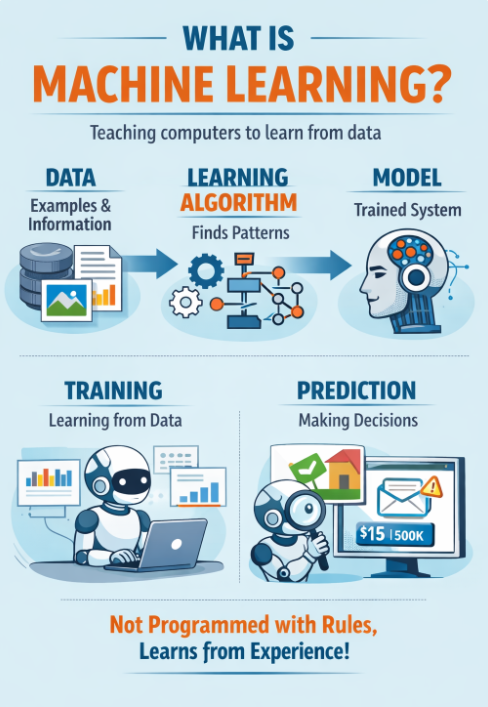 WHAT IS
MACHINE LEARNING?
Teaching computers to learn from data
DATA
Examples &
Information
LEARNING
ALGORITHM
Finds Patterns
MODEL
Trained System
TRAINING
Learning from Data
PREDICTION
Making Decisions
$15 | 500K
Not Programmed with Rules,
Learns from Experience!